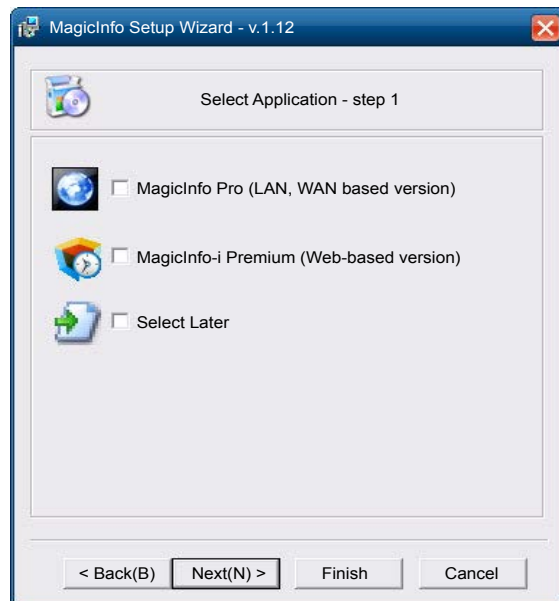 MagicInfo Setup Wizard - v.1.12
Select Application - step 1
MagicInfo Pro (LAN, WAN based version)
MagicInfo-i Premium (Web-based version)
Select Later
< Back(B) Next(N) > Finish Cancel